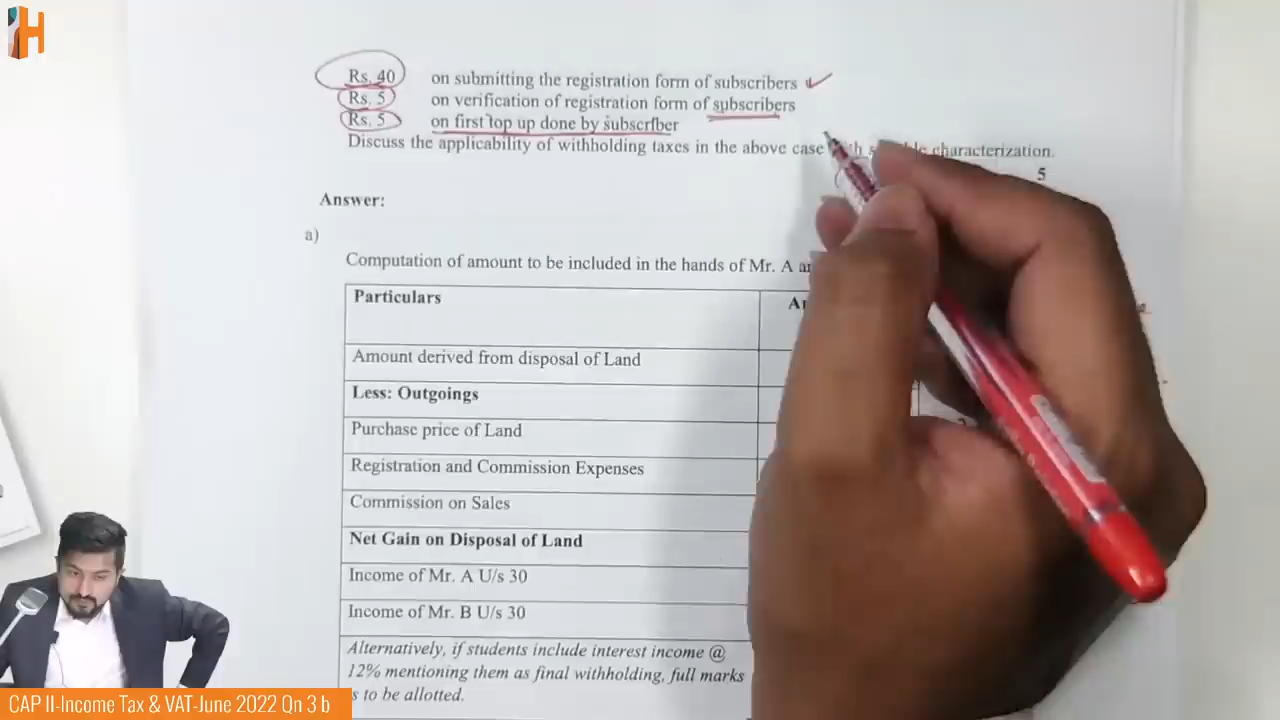 H
Rs. 40 on submitting the registration form of subscribers
Rs. 5 on verification of registration form of subscribers
Rs. 5 on first top up done by subscriber
Discuss the applicability of withholding taxes in the above case characterization.
5
Answer:
a)
Computation of amount to be included in the hands of Mr. A
Particulars
Amount derived from disposal of Land
Less: Outgoings
Purchase price of Land
Registration and Commission Expenses
Commission on Sales
Net Gain on Disposal of Land
Income of Mr. A U/s 30
Income of Mr. B U/s 30
Alternatively, if students include interest income @
12% mentioning them as final withholding, full marks
to be allotted.
CAP II-Income Tax & VAT-June 2022 Qn 3 b